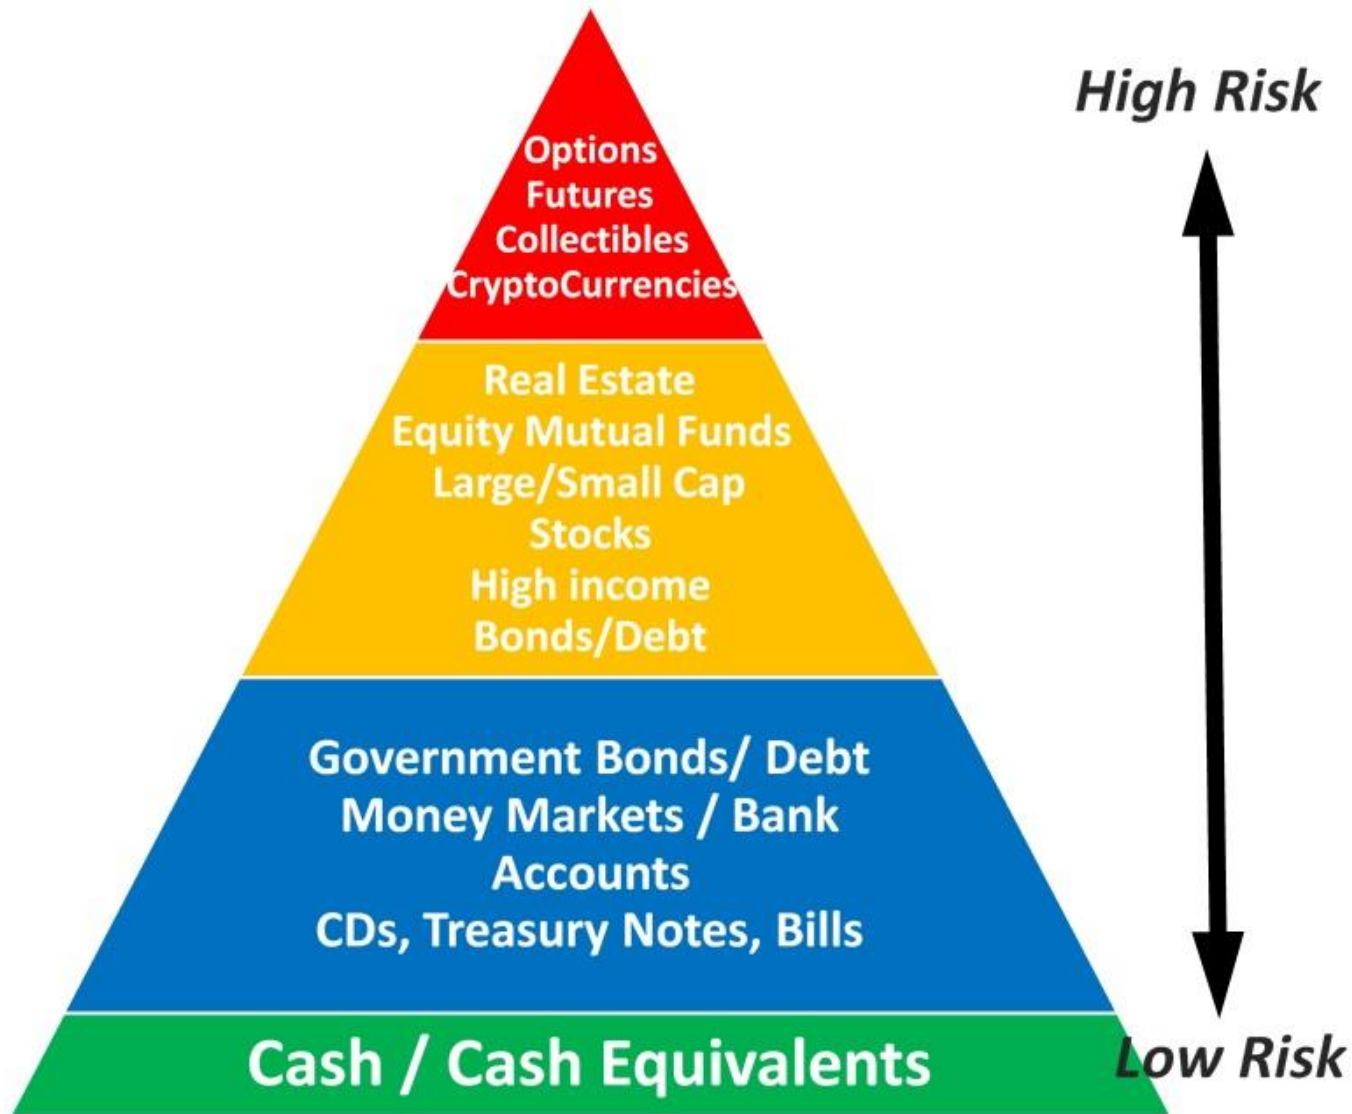 High Risk
Options
Futures
Collectibles
CryptoCurrencies
Real Estate
Equity Mutual Funds
Large/Small Cap
Stocks
High income
Bonds/Debt
Government Bonds/ Debt
Money Markets / Bank
Accounts
CDs, Treasury Notes, Bills
Cash / Cash Equivalents
Low Risk